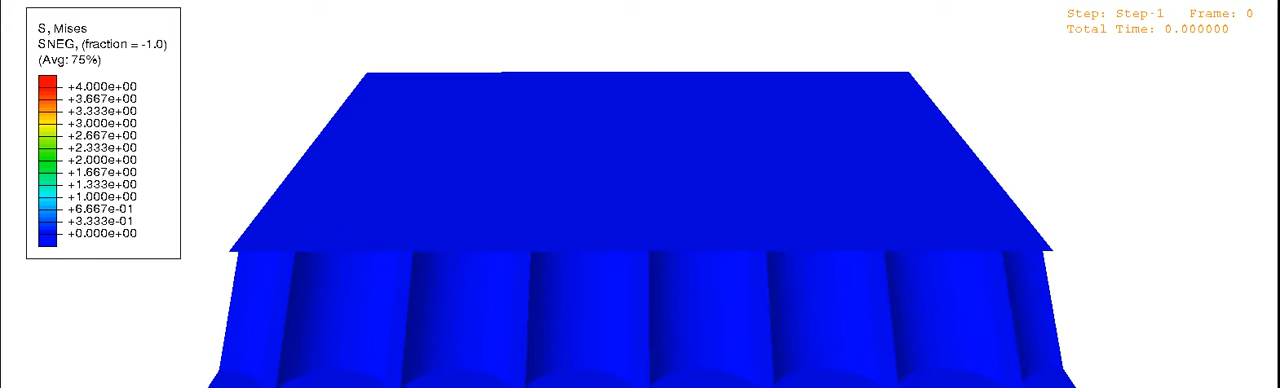 S, Mises
SNEG, (fraction = -1.0)
(Avg: 75%)
+4.000e+00
+3.667e+00
+3.333e+00
+3.000e+00
+2.667e+00
+2.333e+00
+2.000e+00
+1.667e+00
+1.333e+00
+1.000e+00
+6.667e-01
+3.333e-01
+0.000e+00
Step: Step-1 Frame: 0
Total Time: 0.000000